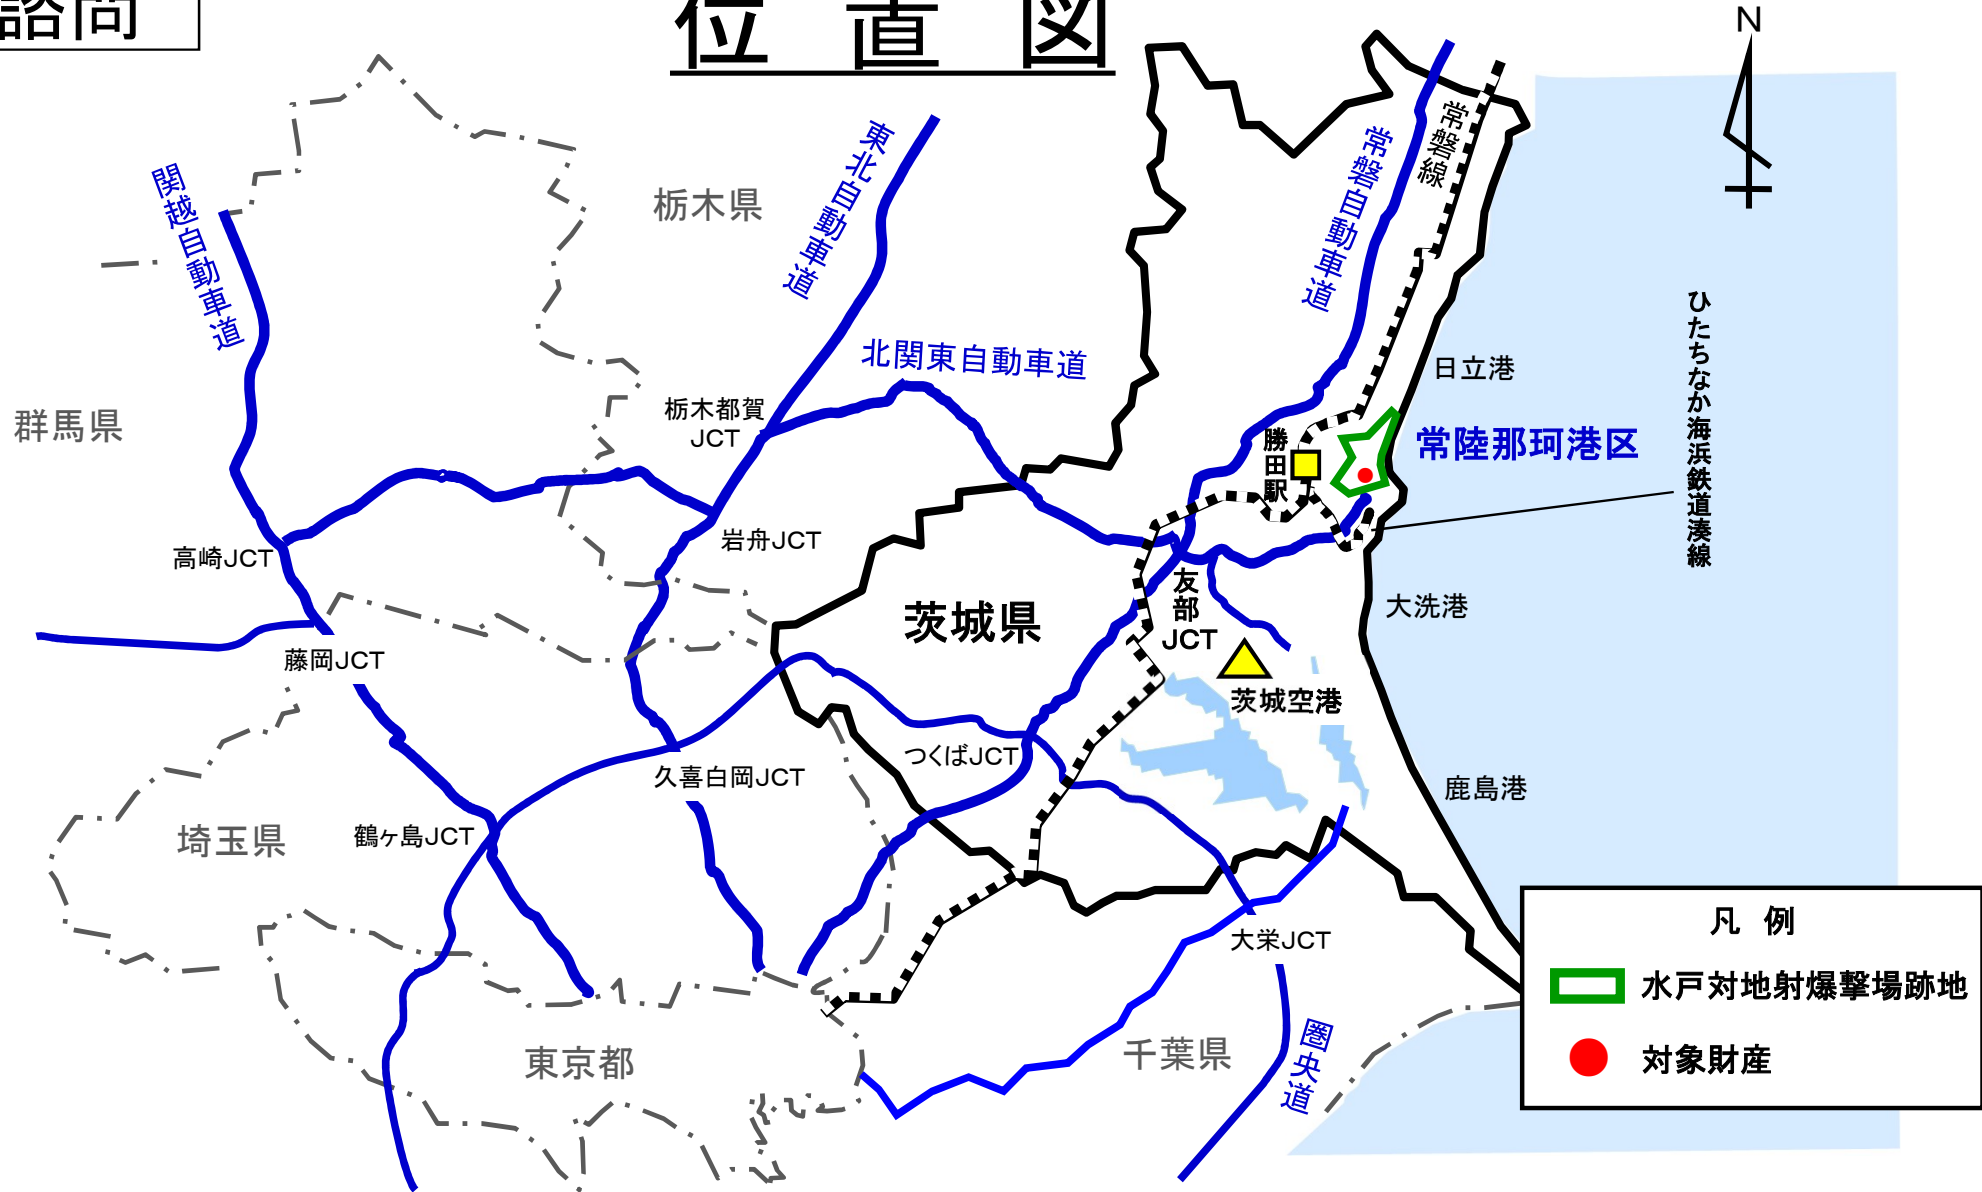 諮問
位置図
N
関越自動車道
東北自動車道
常磐自動車道
常磐線
栃木県
北関東自動車道
ひたちなか海浜鉄道湊線
日立港
群馬県
栃木都賀
JCT
勝田駅
常陸那珂港区
高崎JCT
岩舟JCT
友部
JCT
大洗港
茨城県
藤岡JCT
茨城空港
つくばJCT
久喜白岡JCT
鹿島港
埼玉県
鶴ヶ島JCT
大栄JCT
東京都
千葉県
圏央道
凡 例
水戸対地射爆撃場跡地
対象財産